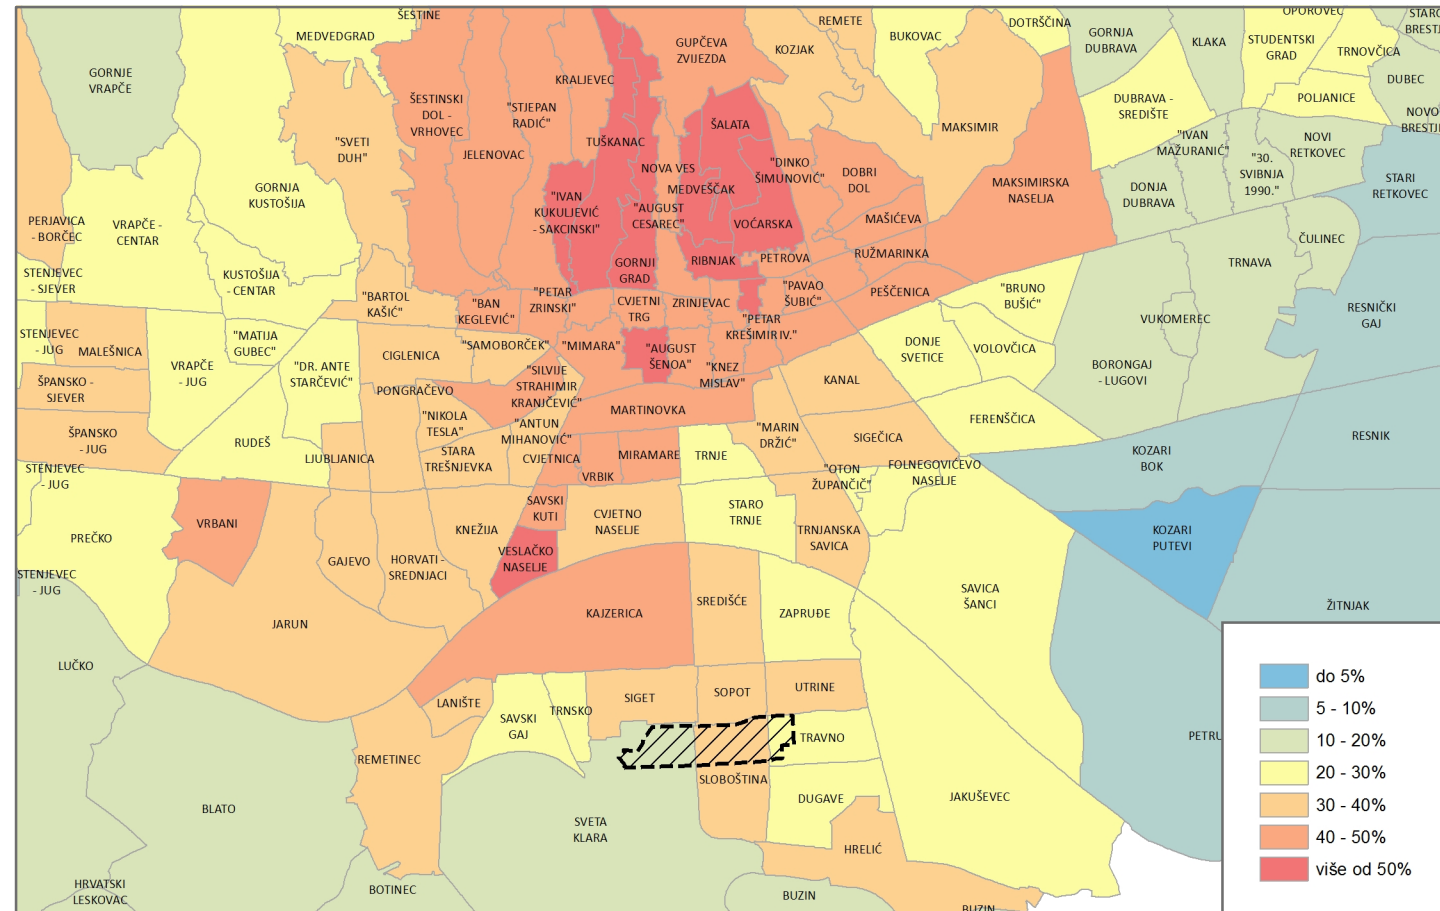 ŠESTINE
MEDVEDGRAD
GORNJE
VRAPČE
ŠESTINSKI
DOL -
VRHOVEC
"STJEPAN
RADIĆ"
KRALJEVEC
GUPČEVA
ZVIJEZDA
KOZJAK
REMETE
BUKOVAC
DOTRŠČINA
GORNJA
DUBRAVA
KLAKA
OPOROVEC
STUDENTSKI
GRAD
TRNOVČICA
DUBEC
POLJANICE
NOVO
"SVETI
DUH"
JELENOVAC
TUŠKANAC
ŠALATA
NOVA VES
MEDVEŠČAK
"DINKO
ŠIMUNOVIĆ"
DOBRI
DOL
MAKSIMIR
DUBRAVA -
SREDIŠTE
"IVAN
MAŽURANIĆ"
"30.
SVIBNJA
1990."
NOVI
RETKOVEC
STARI
RETKOVEC
DONJA
DUBRAVA
MAKSIMIRSKA
NASELJA
GORNJA
KUSTOŠIJA
"IVAN
KUKULJEVIĆ
- SAKCINSKI"
"AUGUST
CESAREC"
VOĆARSKA
MAŠIĆEVA
PERJAVICA
- BORČEC
VRAPČE -
CENTAR
GORNJI
GRAD
RIBNJAK
PETROVA
RUŽMARINKA
ČULINEC
TRNAVA
STENJEVEC
- SJEVER
KUSTOŠIJA
- CENTAR
"BARTOL
KAŠIĆ"
"BAN
KEGLEVIĆ"
"PETAR
ZRINSKI"
CVJETNI
TRG
ZRINJEVAC
"PAVAO
ŠUBIĆ"
PEŠČENICA
"BRUNO
BUŠIĆ"
VUKOMEREC
RESNIČKI
GAJ
STENJEVEC
- JUG
MALEŠNICA
"MATIJA
GUBEC"
CIGLENICA
"SAMOBORČEK"
"MIMARA"
"AUGUST
ŠENOA"
"PETAR
KREŠIMIR IV."
"KNEZ
MISLAV"
DONJE
SVETICE
VOLOVČICA
BORONGAJ
- LUGOVI
VRAPČE
- JUG
"DR. ANTE
STARČEVIĆ"
ŠPANSKO -
SJEVER
PONGRAČEVO
"SILVIJE
STRAHIMIR
KRANJČEVIĆ"
KANAL
MARTINOVKA
FERENŠČICA
ŠPANSKO
- JUG
RUDEŠ
"NIKOLA
TESLA"
"ANTUN
MIHANOVIĆ"
"MARIN
DRŽIĆ"
SIGEČICA
RESNIK
LJUBLJANICA
STARA
TREŠNJEVKA
CVJETNICA
VRBIK
MIRAMARE
TRNJE
KOZARI
BOK
STENJEVEC
- JUG
"OTON
ŽUPANČIČ"
FOLNEGOVIĆEVO
NASELJE
VRBANI
PREČKO
KNEŽIJA
SAVSKI
KUTI
CVJETNO
NASELJE
STARO
TRNJE
TRNJANSKA
SAVICA
KOZARI
PUTEVI
GAJEVO
HORVATI -
SREDNJACI
VESLAČKO
NASELJE
STENJEVEC
- JUG
SAVICA
ŠANCI
ŽITNJAK
JARUN
KAJZERICA
SREDIŠĆE
ZAPRUĐE
LUČKO
LANIŠTE
SAVSKI
GAJ
TRNSKO
SIGET
SOPOT
UTRINE
TRAVNO
REMETINEC
SLOBOŠTINA
BLATO
SVETA
KLARA
DUGAVE
JAKUŠEVEC
HRELIĆ
HRVATSKI
LESKOVAC
BOTINEC
BUZIN
BUZIN
do 5%
5 - 10%
10 - 20%
20 - 30%
30 - 40%
40 - 50%
više od 50%